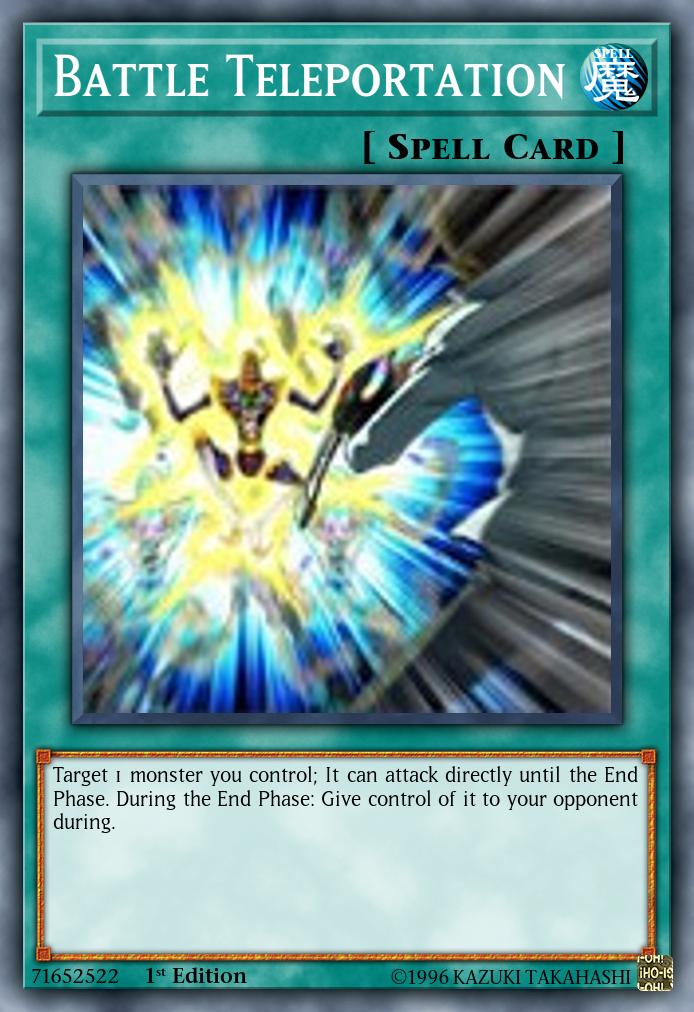 BATTLE TELEPORTATION
SPELL
魔
[ SPELL CARD ]
Target 1 monster you control; It can attack directly until the End
Phase. During the End Phase: Give control of it to your opponent
during.
71652522 1st Edition ©1996 KAZUKI TAKAHASHI